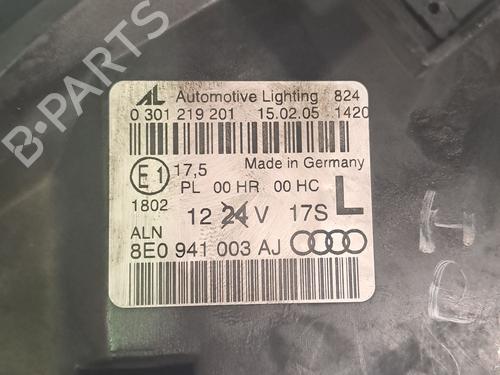 AL Automotive Lighting 824
0 301 219 201 15.02.05 1420
E1 17,5 Made in Germany
PL 00 HR 00 HC
1802 12 24 V 17S L
ALN
8E0 941 003 AJ
B-PARTS